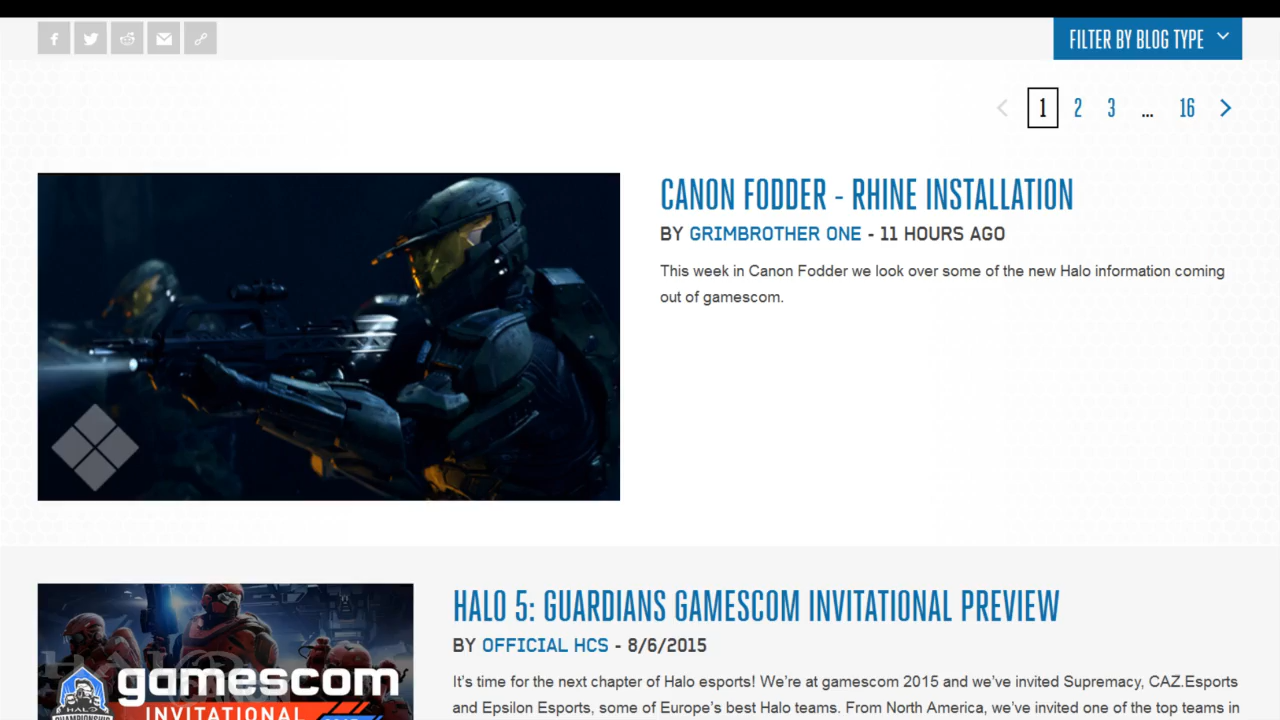 FILTER BY BLOG TYPE
1 2 3 ... 16
CANON FODDER - RHINE INSTALLATION
BY GRIMBROTHER ONE - 11 HOURS AGO
This week in Canon Fodder we look over some of the new Halo information coming
out of gamescom.
HALO 5: GUARDIANS GAMESCOM INVITATIONAL PREVIEW
BY OFFICIAL HCS - 8/6/2015
It's time for the next chapter of Halo esports! We're at gamescom 2015 and we've invited Supremacy, CAZ.Esports
and Epsilon Esports, some of Europe's best Halo teams. From North America, we've invited one of the top teams in
HALO
gamescom
INVITATIONAL
HALO
CHAMPIONSHIP